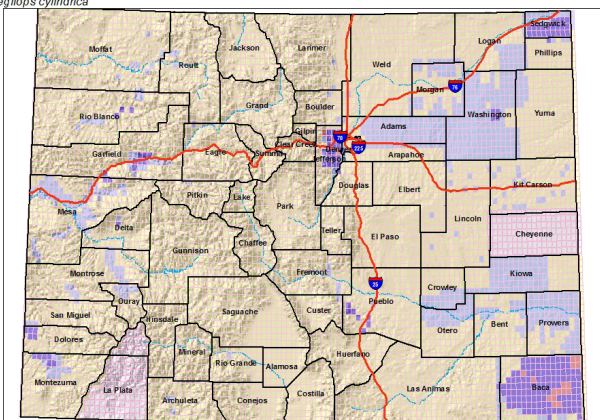 egilops cylindrica
Sedgwick
Logan
Moffat
Jackson
Larimer
Phillips
Routt
Weld
Morgan
76
Grand
Boulder
Rio Blanco
Washington
Yuma
Gilpin
Adams
70
Clear Creek
225
Garfield
Eagle
Summit
Jefferson
Arapahoe
Douglas
Elbert
Kit Carson
Pitkin
Lake
Park
Mesa
Lincoln
Delta
Teller
El Paso
Cheyenne
Chaffee
Gunnison
Montrose
Fremont
Kiowa
25
Crowley
Ouray
Pueblo
San Miguel
Hinsdale
Saguache
Custer
Otero
Bent
Prowers
Dolores
Mineral
Huerfano
Rio Grande
Alamosa
Montezuma
La Plata
Costilla
Las Animas
Baca
Archuleta
Conejos